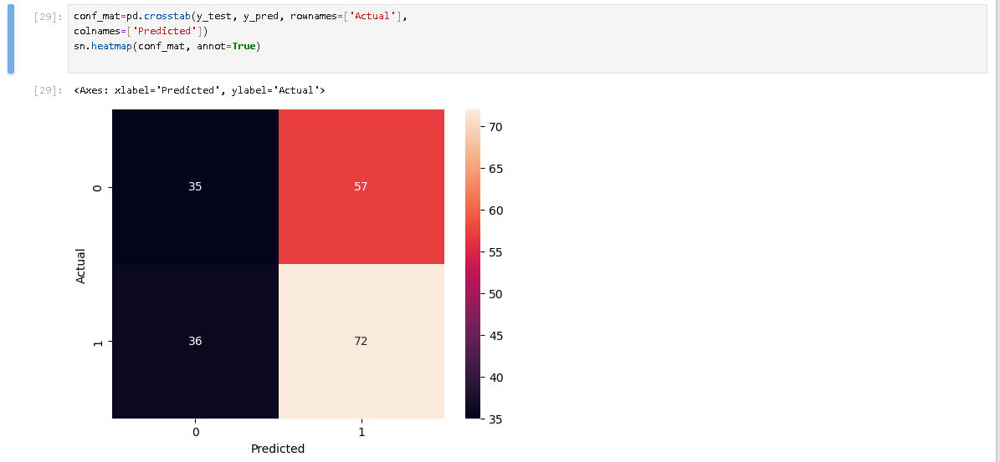 [29]: conf_mat=pd.crosstab(y_test, y_pred, rownames=['Actual'],
colnames=['Predicted'])
sn.heatmap(conf_mat, annot=True)
[29]: <Axes: xlabel='Predicted', ylabel='Actual'>
70
65
60
55
50
45
40
35
Actual
0
35 57
1
36 72
0 1
Predicted